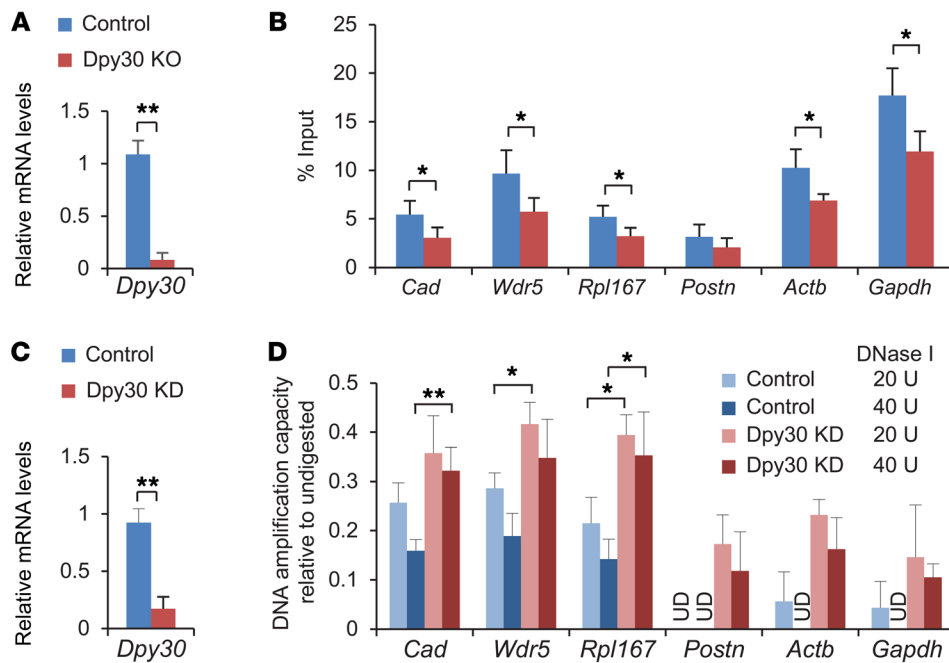 A
Control
Dpy30 KO
Relative mRNA levels
1.5
1
0.5
0
**
Dpy30
B
% Input
25
20
15
10
5
0
*
*
*
*
*
Cad Wdr5 Rpl167 Postn Actb Gapdh
C
Control
Dpy30 KD
Relative mRNA levels
1.5
1
0.5
0
**
Dpy30
D
DNA amplification capacity
relative to undigested
0.5
0.4
0.3
0.2
0.1
0
DNase I
Control 20 U
Control 40 U
Dpy30 KD 20 U
Dpy30 KD 40 U
**
*
*
*
UD UD UD UD
Cad Wdr5 Rpl167 Postn Actb Gapdh